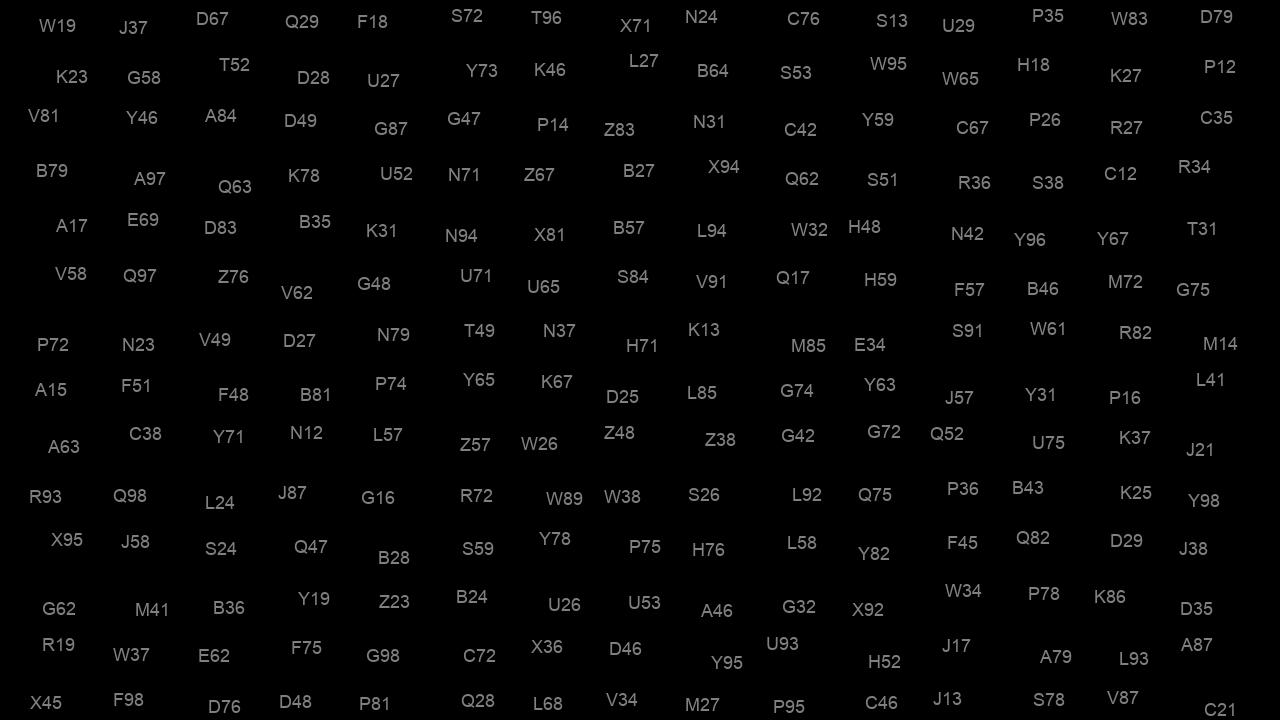 W19 J37 D67 Q29 F18 S72 T96 X71 N24 C76 S13 U29 P35 W83 D79
K23 G58 T52 D28 U27 Y73 K46 L27 B64 S53 W95 W65 H18 K27 P12
V81 Y46 A84 D49 G87 G47 P14 Z83 N31 C42 Y59 C67 P26 R27 C35
B79 A97 Q63 K78 U52 N71 Z67 B27 X94 Q62 S51 R36 S38 C12 R34
A17 E69 D83 B35 K31 N94 X81 B57 L94 W32 H48 N42 Y96 Y67 T31
V58 Q97 Z76 V62 G48 U71 U65 S84 V91 Q17 H59 F57 B46 M72 G75
P72 N23 V49 D27 N79 T49 N37 H71 K13 M85 E34 S91 W61 R82 M14
A15 F51 F48 B81 P74 Y65 K67 D25 L85 G74 Y63 J57 Y31 P16 L41
A63 C38 Y71 N12 L57 Z57 W26 Z48 Z38 G42 G72 Q52 U75 K37 J21
R93 Q98 L24 J87 G16 R72 W89 W38 S26 L92 Q75 P36 B43 K25 Y98
X95 J58 S24 Q47 B28 S59 Y78 P75 H76 L58 Y82 F45 Q82 D29 J38
G62 M41 B36 Y19 Z23 B24 U26 U53 A46 G32 X92 W34 P78 K86 D35
R19 W37 E62 F75 G98 C72 X36 D46 Y95 U93 H52 J17 A79 L93 A87
X45 F98 D76 D48 P81 Q28 L68 V34 M27 P95 C46 J13 S78 V87 C21